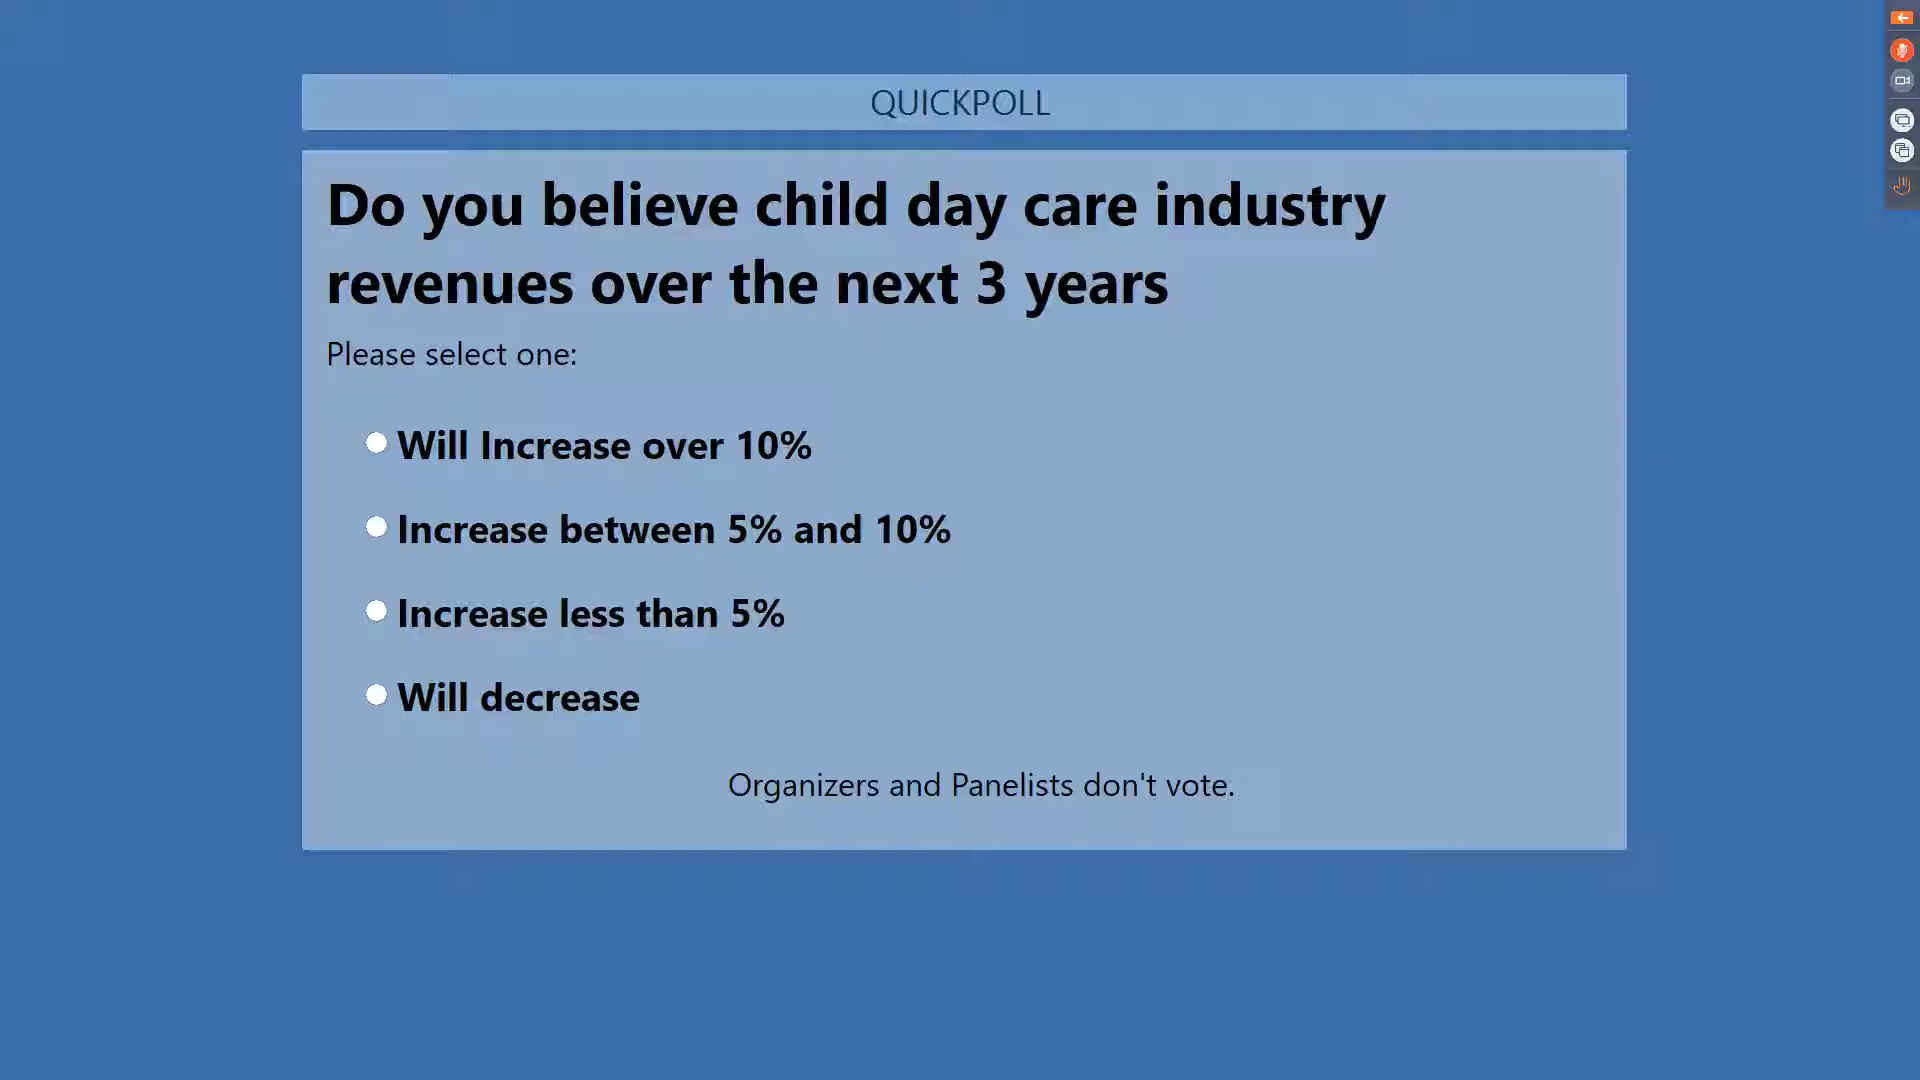 QUICKPOLL
Do you believe child day care industry
revenues over the next 3 years
Please select one:
Will Increase over 10%
Increase between 5% and 10%
Increase less than 5%
Will decrease
Organizers and Panelists don't vote.